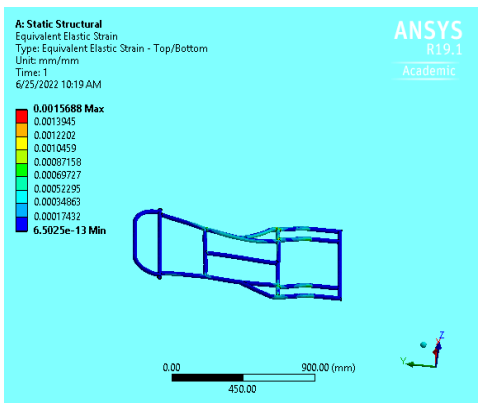 A: Static Structural
Equivalent Elastic Strain
Type: Equivalent Elastic Strain - Top/Bottom
Unit: mm/mm
Time: 1
6/25/2022 10:19 AM
ANSYS
R19.1
Academic
0.0015688 Max
0.0013945
0.0012202
0.0010459
0.00087158
0.00069727
0.00052295
0.00034863
0.00017432
6.5025e-13 Min
0.00
900.00 (mm)
450.00
Z
Y